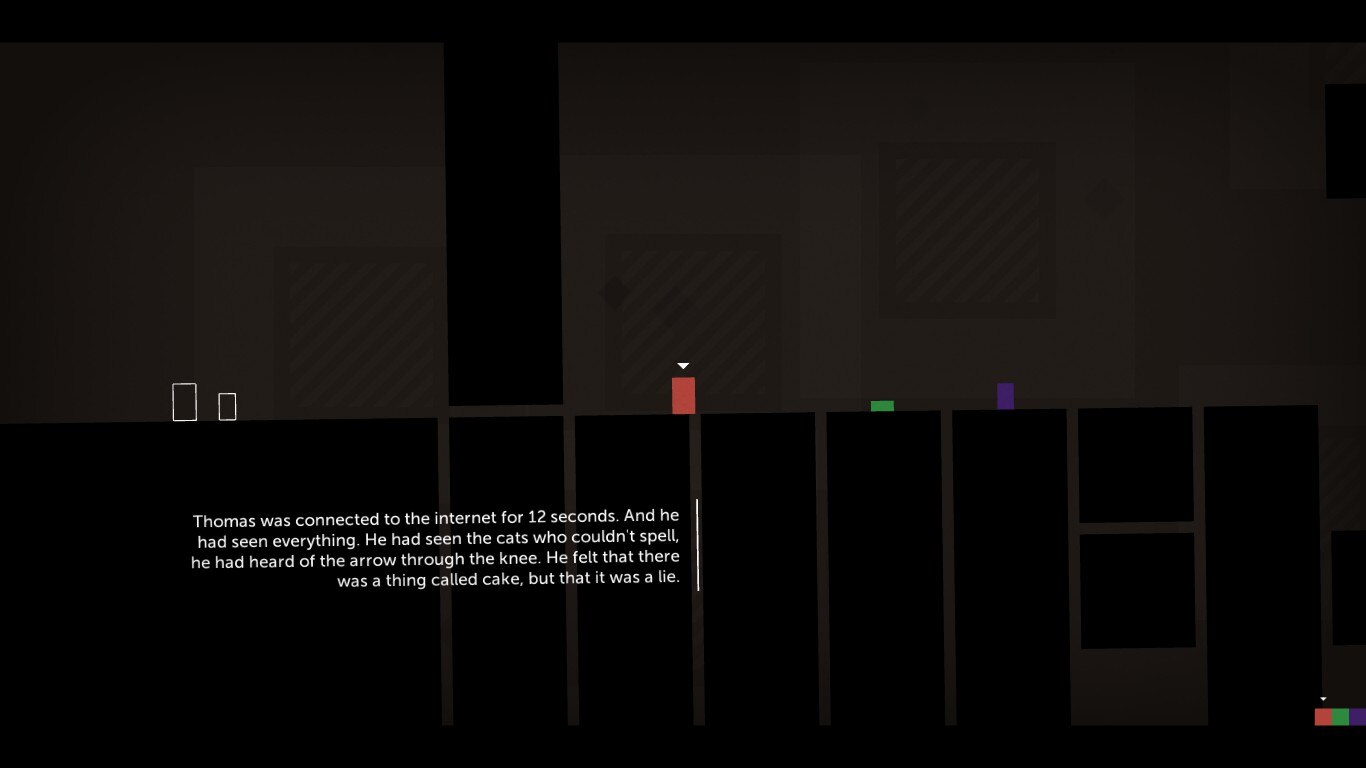 Thomas was connected to the internet for 12 seconds. And he
had seen everything. He had seen the cats who couldn't spell,
he had heard of the arrow through the knee. He felt that there
was a thing called cake, but that it was a lie.